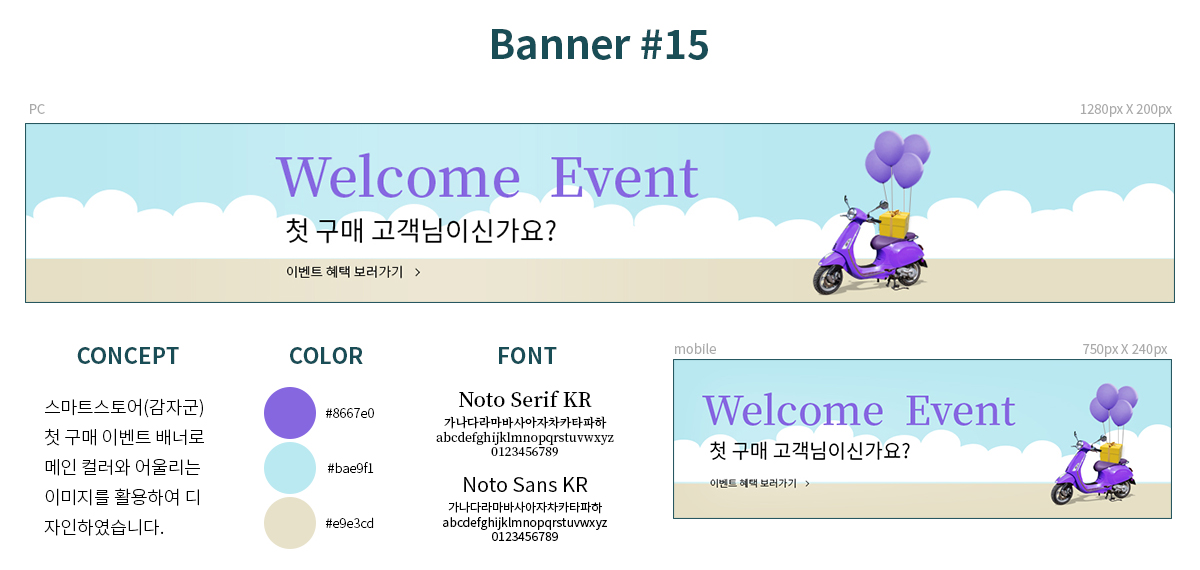 Banner #15
PC
1280px X 200px
Welcome Event
첫 구매 고객님이신가요?
이벤트 혜택 보러가기 >
CONCEPT
스마트스토어(감자군)
첫 구매 이벤트 배너로
메인 컬러와 어울리는
이미지를 활용하여 디
자인하였습니다.
COLOR
#8667e0
#bae9f1
#e9e3cd
FONT
Noto Serif KR
가나다라마바사아자차카타파하
abcdefghijklmnopqrstuvwxyz
0123456789
Noto Sans KR
가나다라마바사아자차카타파하
abcdefghijklmnopqrstuvwxyz
0123456789
mobile
750px X 240px
Welcome Event
첫 구매 고객님이신가요?
이벤트 혜택 보러가기 >